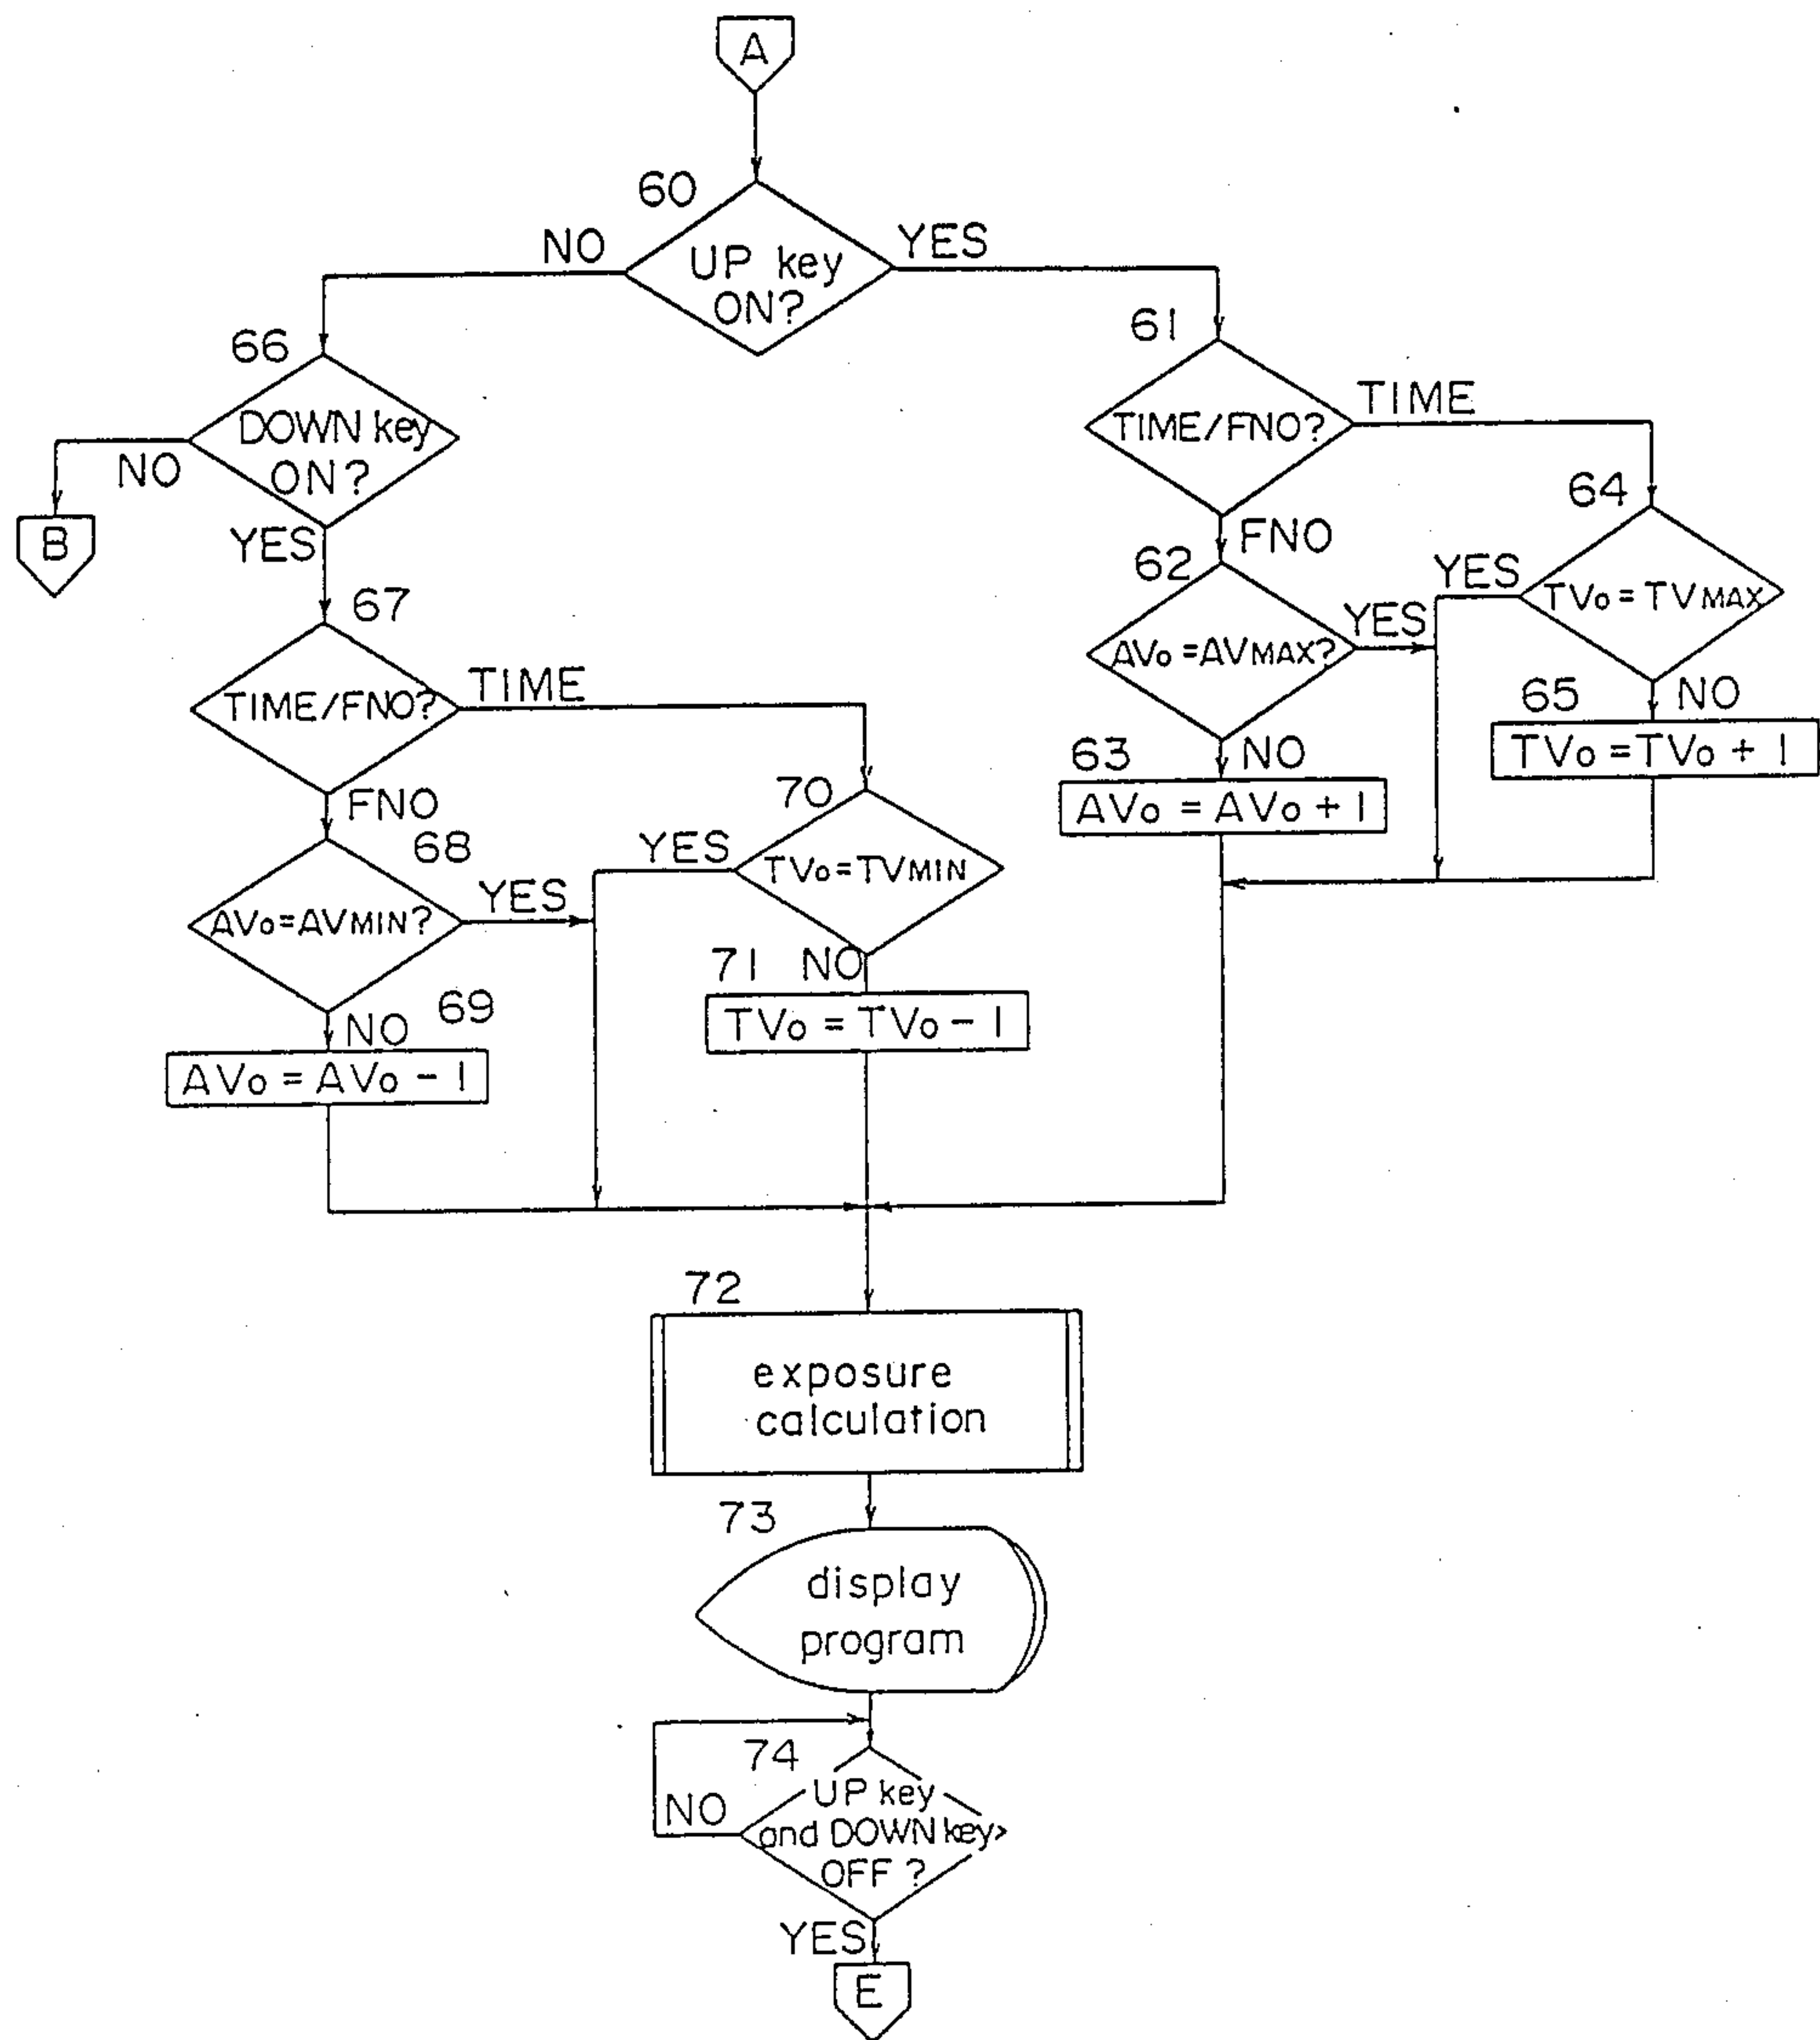 A
60
NO
YES
UP key
ON?
66
DOWN key
ON?
NO
B
YES
61
TIME/FNO?
TIME
FNO
62
AVo=AVMAX?
YES
NO
63
AVo=AVo+1
64
YES
TVo=TVMAX
NO
65
TVo=TVo+1
67
TIME/FNO?
TIME
FNO
68
AVo=AVMIN?
YES
NO
69
AVo=AVo-1
70
YES
TVo=TVMIN
71
NO
TVo=TVo-1
72
exposure
calculation
73
display
program
74
UP key
and DOWN key
OFF?
NO
YES
E